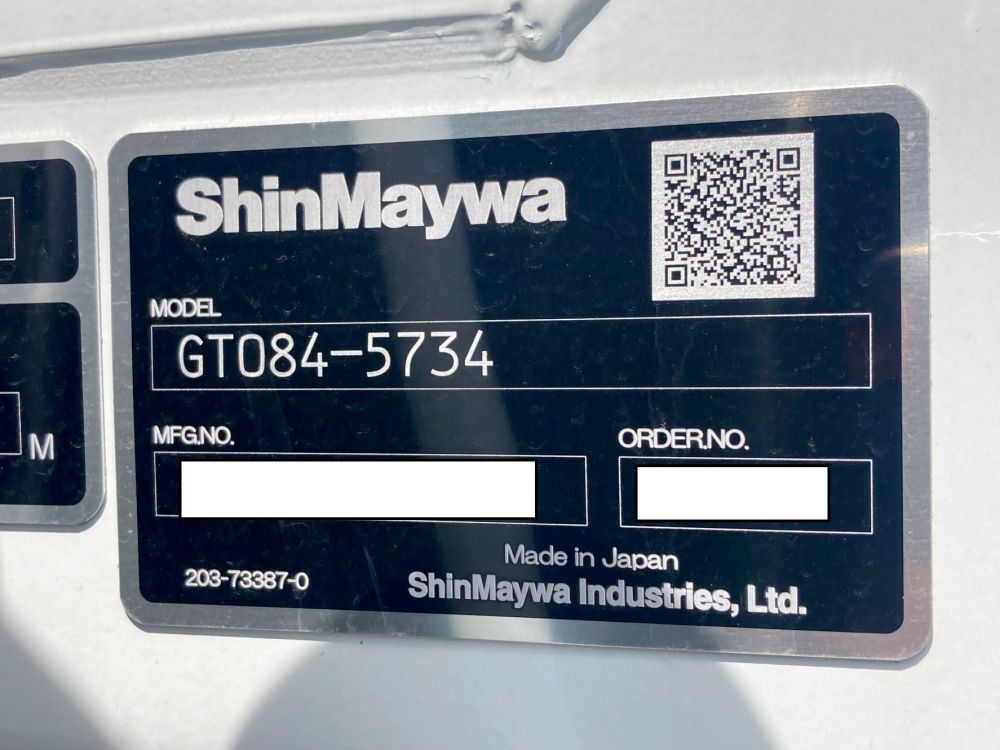 ShinMaywa
MODEL
GT084-5734
MFG.NO.
ORDER.NO.
M
Made in Japan
203-73387-0
ShinMaywa Industries, Ltd.